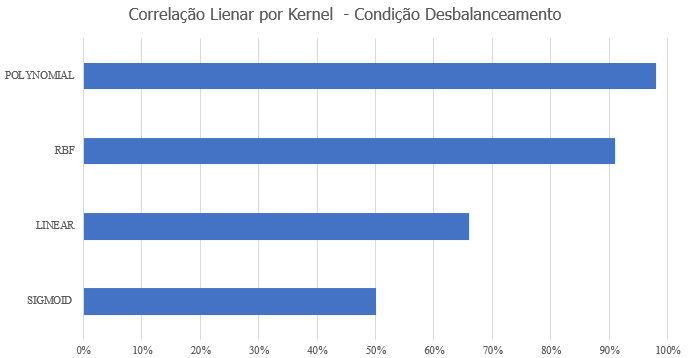 Correlação Lienar por Kernel - Condição Desbalanceamento
POLYNOMIAL
RBF
LINEAR
SIGMOID
0% 10% 20% 30% 40% 50% 60% 70% 80% 90% 100%